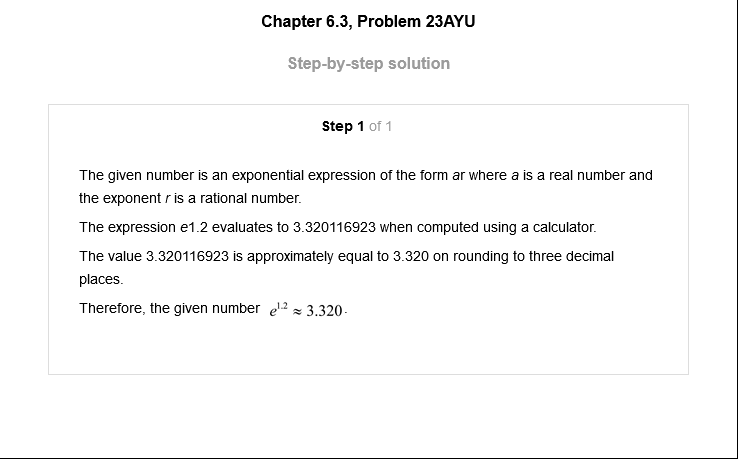 Chapter 6.3, Problem 23AYU
Step-by-step solution
Step 1 of 1
The given number is an exponential expression of the form ar where a is a real number and
the exponent r is a rational number.
The expression e1.2 evaluates to 3.320116923 when computed using a calculator.
The value 3.320116923 is approximately equal to 3.320 on rounding to three decimal
places.
Therefore, the given number e^1.2 ≈ 3.320.